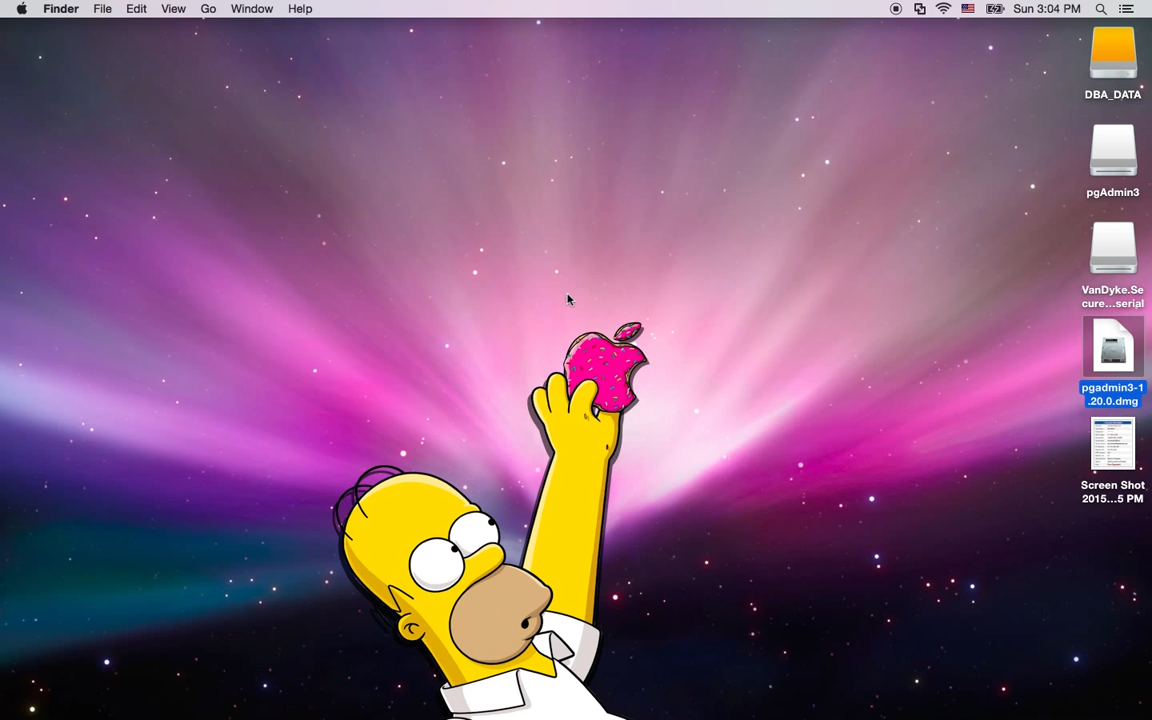 Finder File Edit View Go Window Help Sun 3:04 PM
DBA_DATA
pgAdmin3
VanDyke.Se
cure...serial
pgadmin3-1
.20.0.dmg
Screen Shot
2015...5 PM